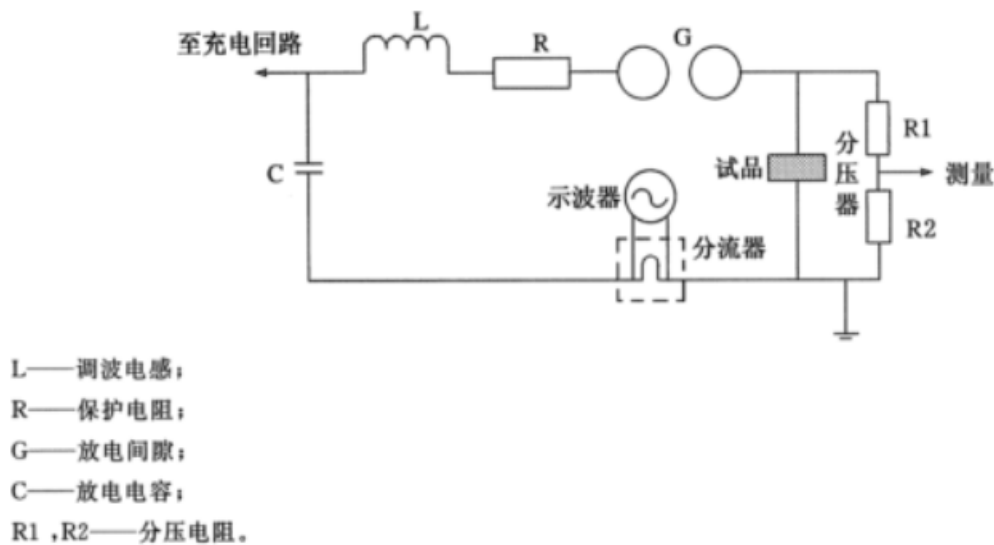 L
G
R
至充电回路
R1
分压器
试品
测量
C
示波器
R2
分流器
L——调波电感；
R——保护电阻；
G——放电间隙；
C——放电电容；
R1，R2——分压电阻。